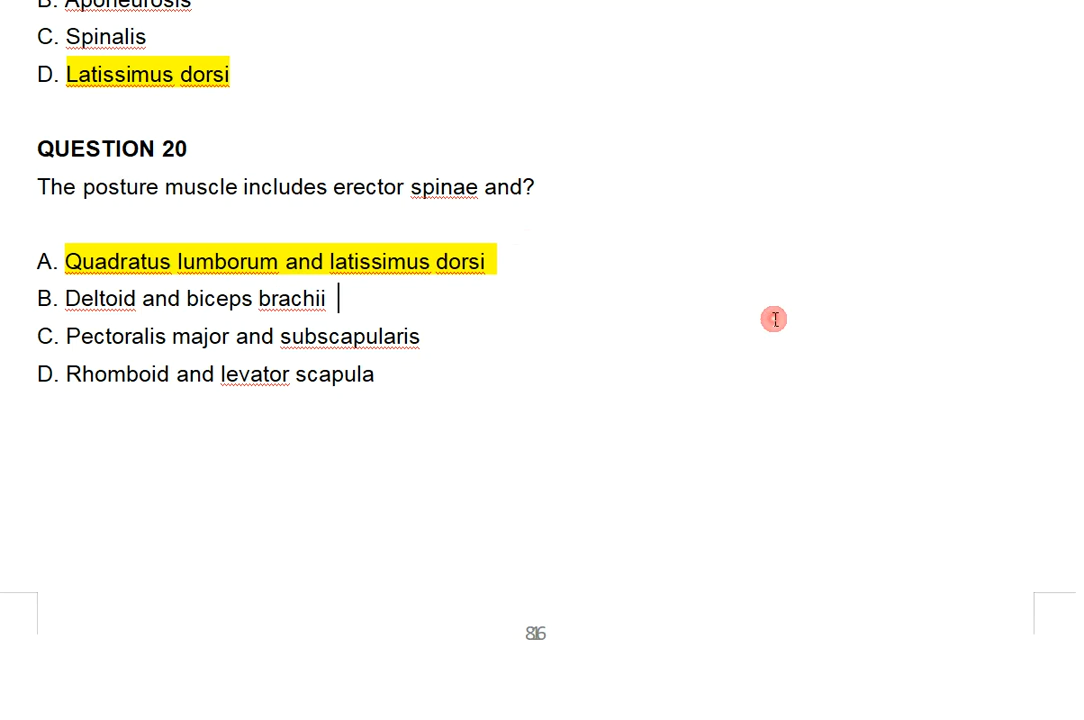 B. Aponeurosis
C. Spinalis
D. Latissimus dorsi
QUESTION 20
The posture muscle includes erector spinae and?
A. Quadratus lumborum and latissimus dorsi
B. Deltoid and biceps brachii
C. Pectoralis major and subscapularis
D. Rhomboid and levator scapula